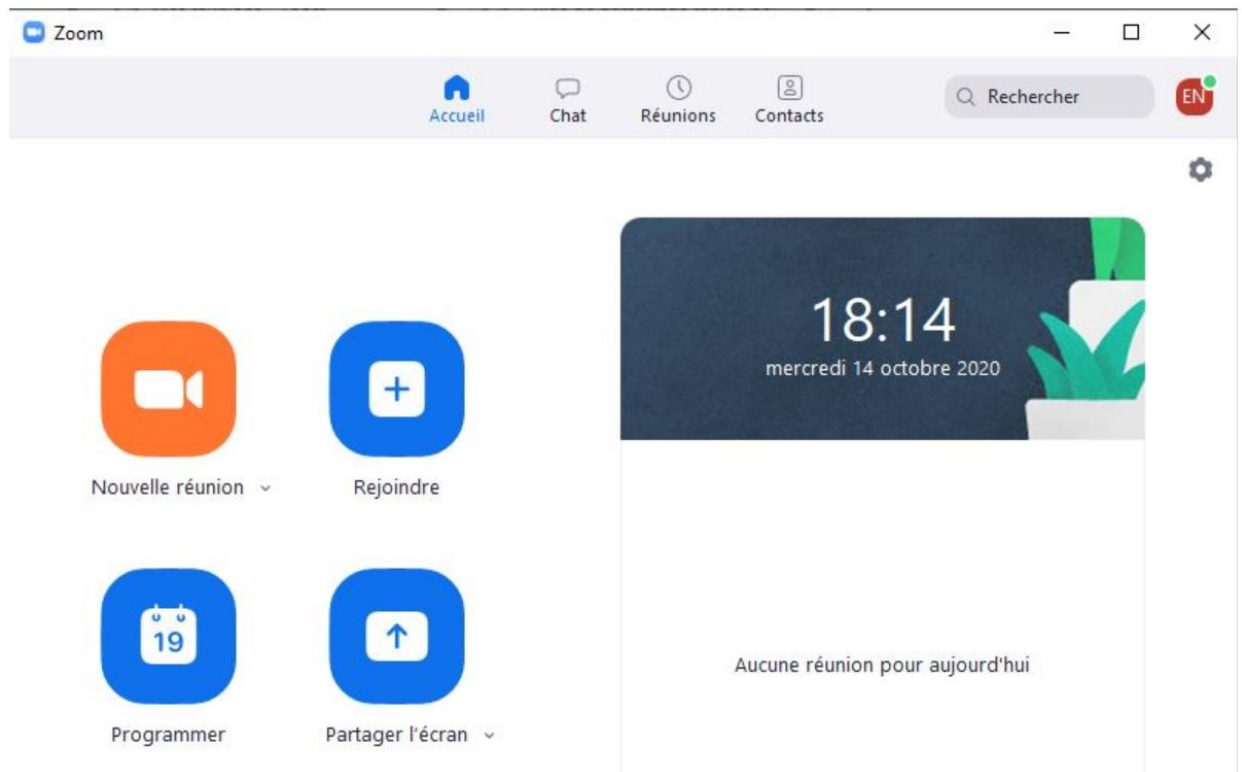 Zoom
Accueil
Chat
Réunions
Contacts
Rechercher
EN
18:14
mercredi 14 octobre 2020
Nouvelle réunion
Rejoindre
19
Programmer
Partager l'écran
Aucune réunion pour aujourd'hui